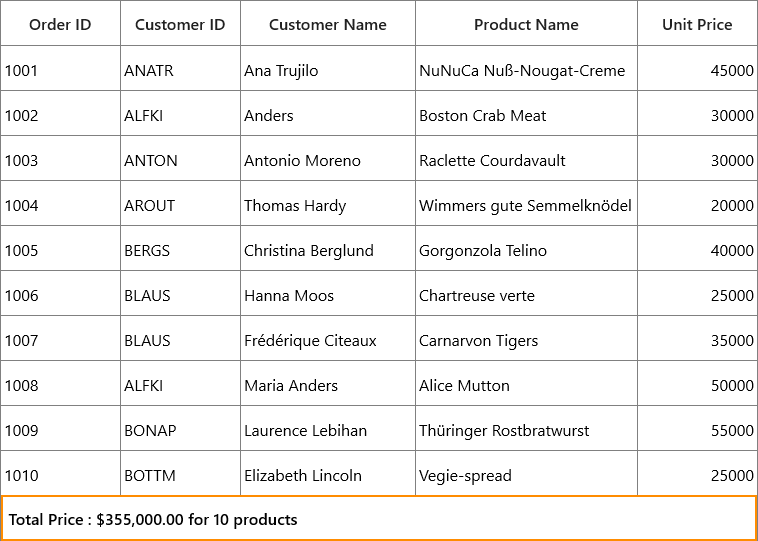 Order ID Customer ID Customer Name Product Name Unit Price
1001 ANATR Ana Trujilo NuNuCa Nuß-Nougat-Creme 45000
1002 ALFKI Anders Boston Crab Meat 30000
1003 ANTON Antonio Moreno Raclette Courdavault 30000
1004 AROUT Thomas Hardy Wimmers gute Semmelknödel 20000
1005 BERGS Christina Berglund Gorgonzola Telino 40000
1006 BLAUS Hanna Moos Chartreuse verte 25000
1007 BLAUS Frédérique Citeaux Carnarvon Tigers 35000
1008 ALFKI Maria Anders Alice Mutton 50000
1009 BONAP Laurence Lebihan Thüringer Rostbratwurst 55000
1010 BOTTM Elizabeth Lincoln Vegie-spread 25000
Total Price : $355,000.00 for 10 products